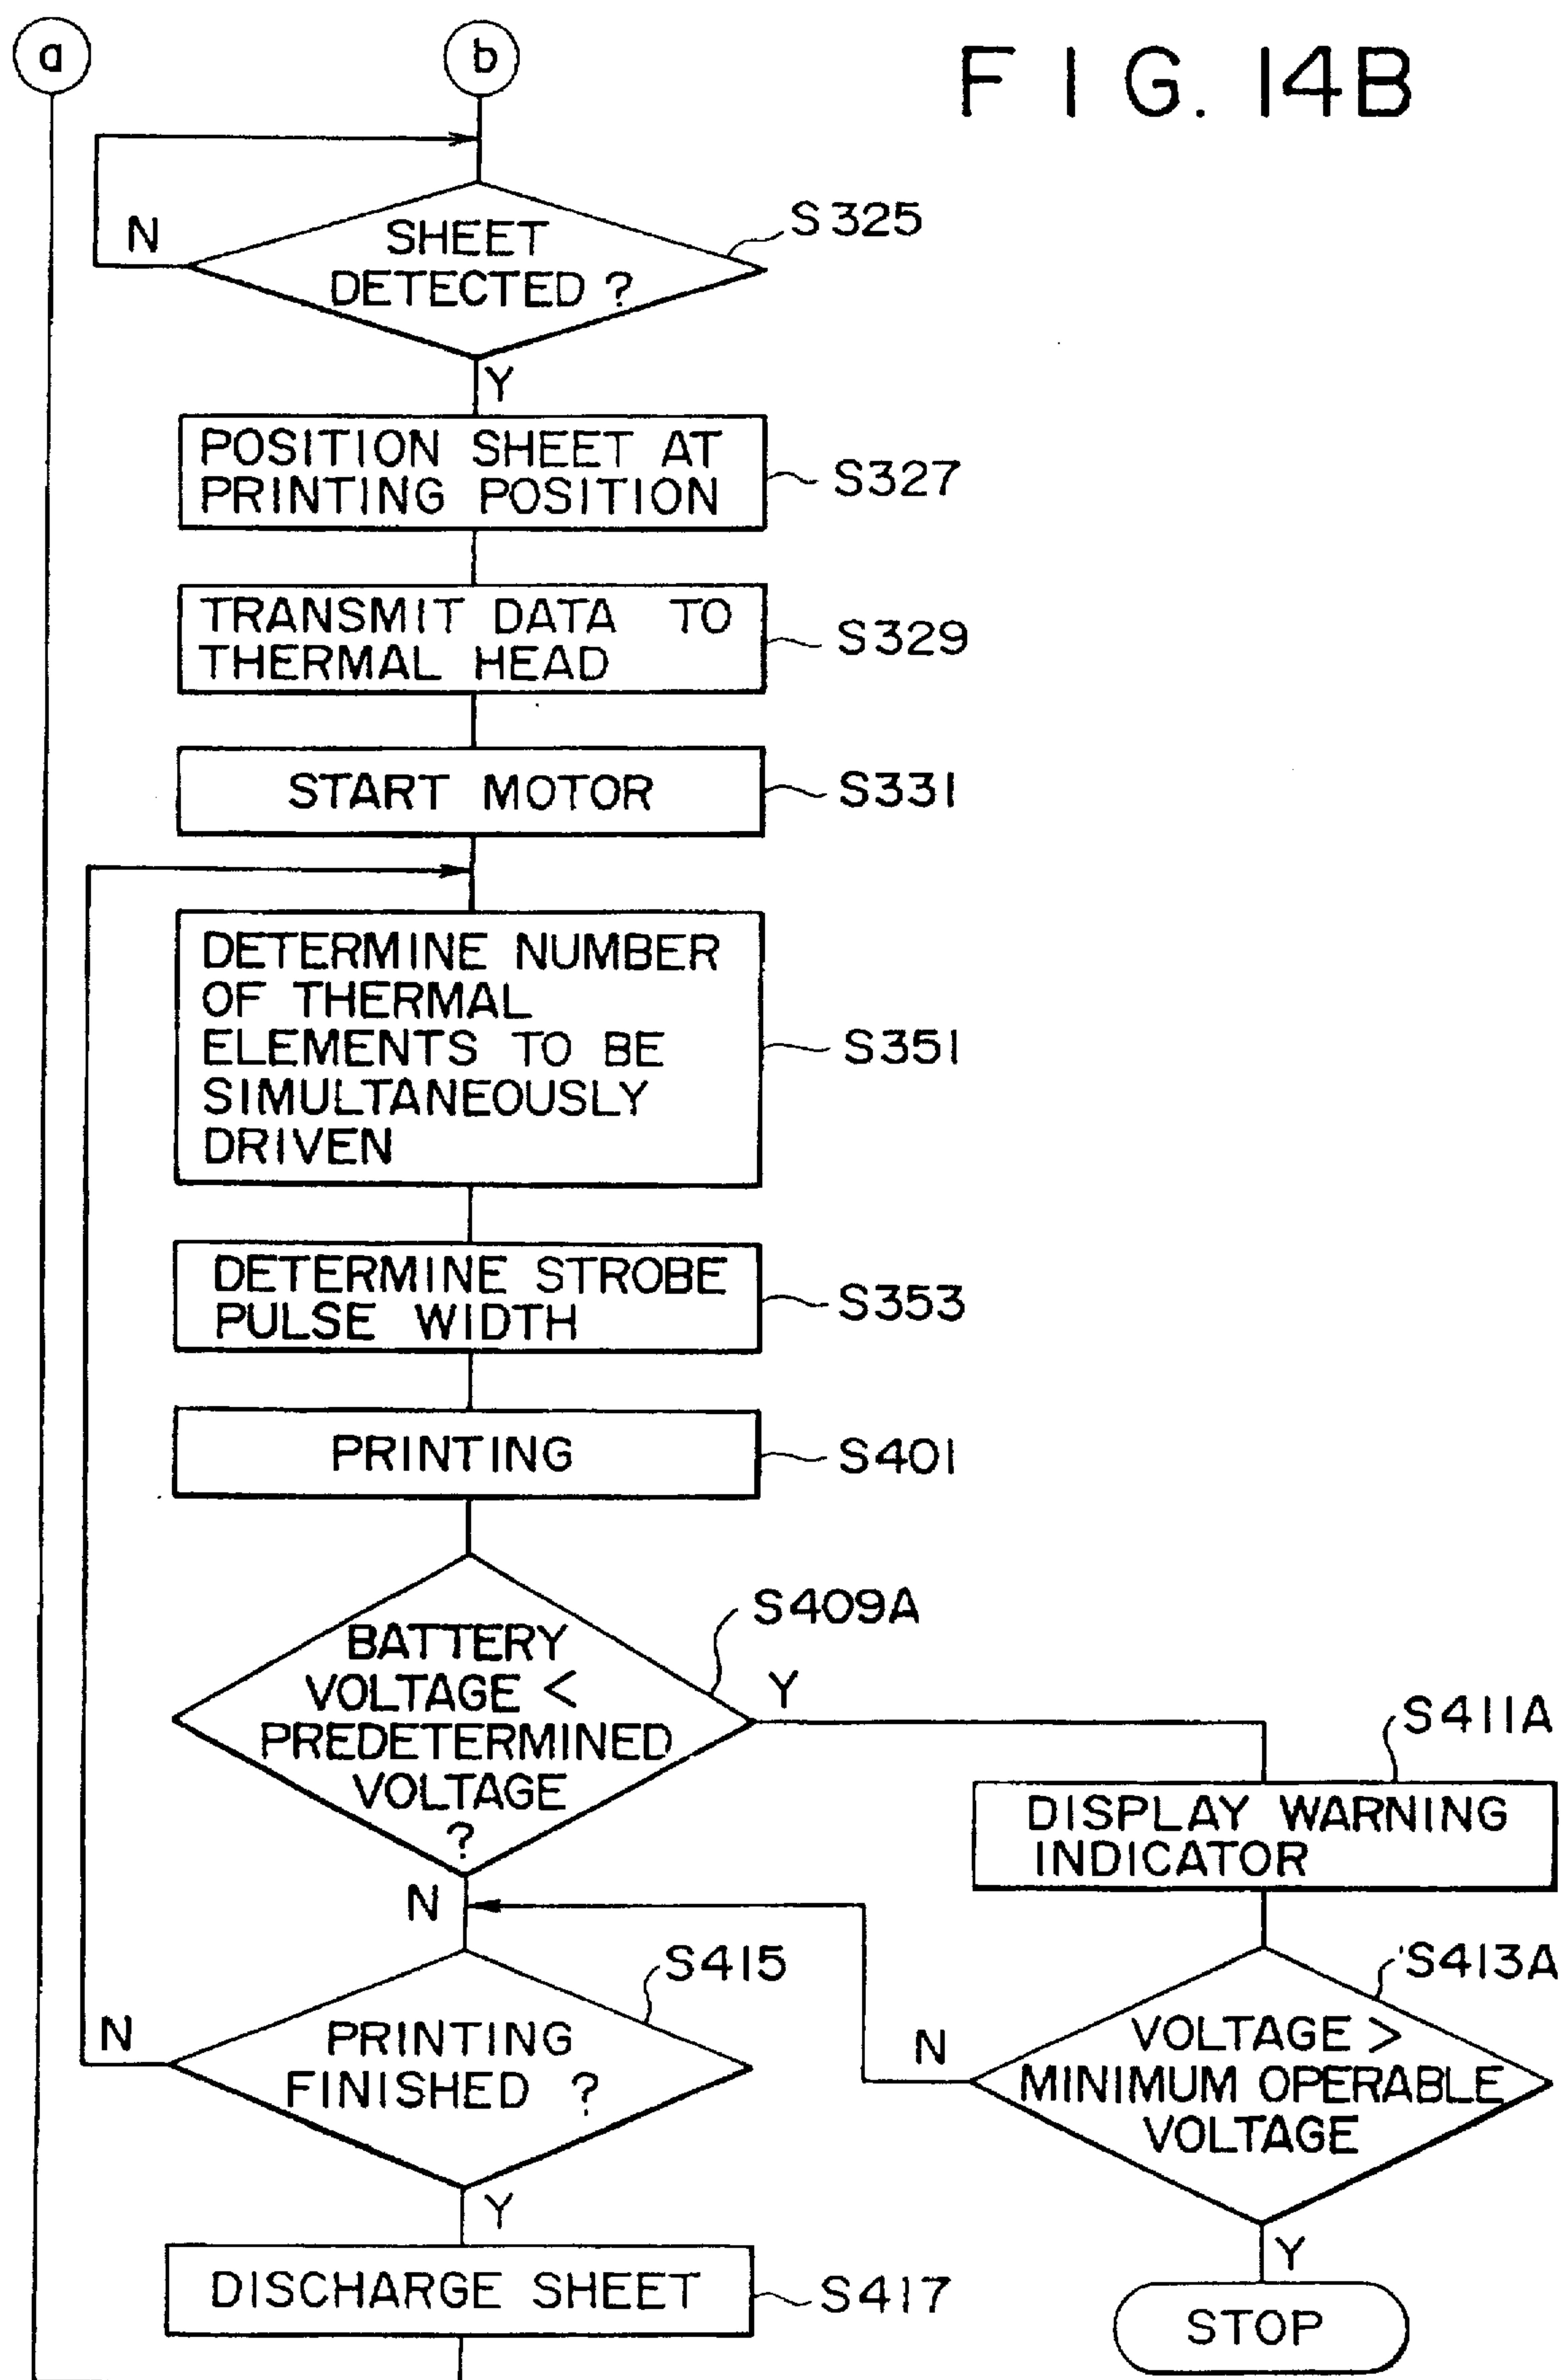 a
b
F I G. 14B
N
SHEET
DETECTED ?
S325
Y
POSITION SHEET AT
PRINTING POSITION
S327
TRANSMIT DATA TO
THERMAL HEAD
S329
START MOTOR
S331
DETERMINE NUMBER
OF THERMAL
ELEMENTS TO BE
SIMULTANEOUSLY
DRIVEN
S351
DETERMINE STROBE
PULSE WIDTH
S353
PRINTING
S401
BATTERY
VOLTAGE <
PREDETERMINED
VOLTAGE
?
S409A
Y
S411A
DISPLAY WARNING
INDICATOR
N
S415
S413A
PRINTING
FINISHED ?
N
N
VOLTAGE >
MINIMUM OPERABLE
VOLTAGE
Y
Y
DISCHARGE SHEET
S417
STOP